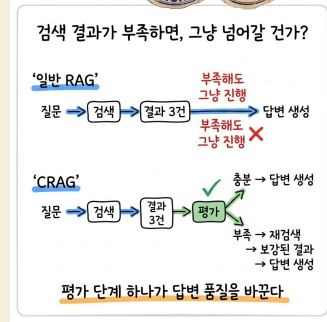 검색 결과가 부족하면, 그냥 넘어갈 건가?
‘일반 RAG’
부족해도
그냥 진행
질문 → 검색 → 결과 3건 → 답변 생성
부족해도
그냥 진행 ✕
‘CRAG’
✓
충분 → 답변 생성
질문 → 검색 → 결과 3건 → 평가
부족 → 재검색
→ 보강된 결과
→ 답변 생성
평가 단계 하나가 답변 품질을 바꾼다